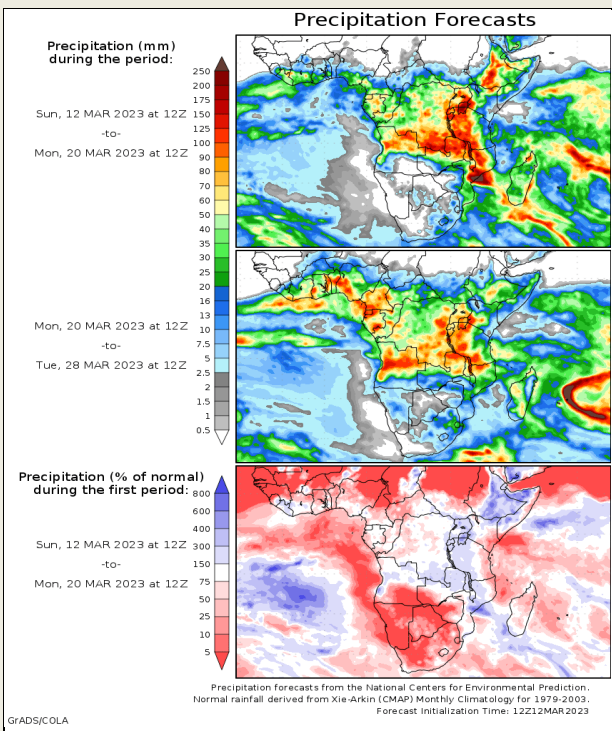 Precipitation Forecasts
Precipitation (mm)
during the period:
Sun, 12 MAR 2023 at 12Z
-to-
Mon, 20 MAR 2023 at 12Z
250
200
175
150
125
100
90
80
70
60
50
40
35
30
25
20
16
13
10
7.5
5
2.5
2
1.5
1
0.5
Mon, 20 MAR 2023 at 12Z
-to-
Tue, 28 MAR 2023 at 12Z
Precipitation (% of normal)
during the first period:
Sun, 12 MAR 2023 at 12Z
-to-
Mon, 20 MAR 2023 at 12Z
800
600
400
300
150
75
50
25
10
5
Precipitation forecasts from the National Centers for Environmental Prediction.
Normal rainfall derived from Xie-Arkin (CMAP) Monthly Climatology for 1979-2003.
Forecast Initialization Time: 12Z12MAR2023
GrADS/COLA